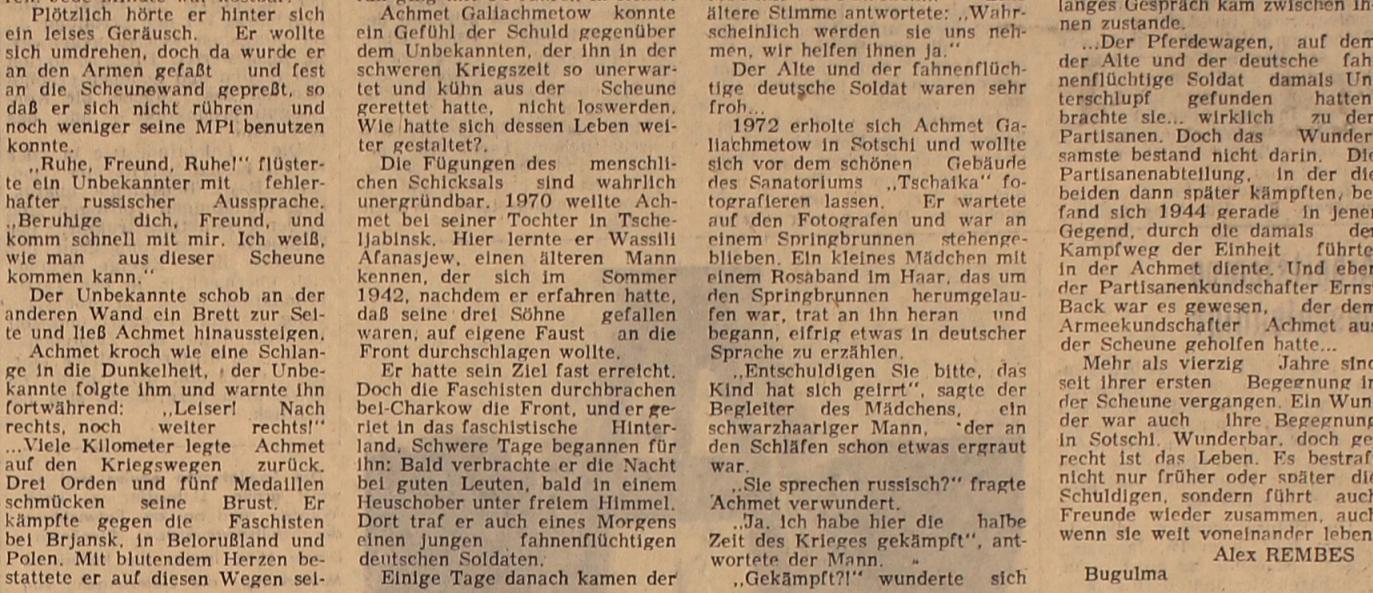 Plötzlich hörte er hinter sich
ein leises Geräusch. Er wollte
sich umdrehen, doch da wurde er
an den Armen gefaßt und fest
an die Scheunewand gepreßt, so
daß er sich nicht rühren und
noch weniger seine MPi benutzen
konnte.
„Ruhe, Freund, Ruhe!" flüster-
te ein Unbekannter mit fehler-
hafter russischer Aussprache.
„Beruhige dich, Freund, und
komm schnell mit mir. Ich weiß,
wie man aus dieser Scheune
kommen kann."
Der Unbekannte schob an der
anderen Wand ein Brett zur Sei-
te und ließ Achmet hinaussteigen.
Achmet kroch wie eine Schlan-
ge in die Dunkelheit, der Unbe-
kannte folgte ihm und warnte ihn
fortwährend: „Leiser! Nach
rechts, noch weiter rechts!"
...Viele Kilometer legte Achmet
auf den Kriegswegen zurück.
Drei Orden und fünf Medaillen
schmücken seine Brust. Er
kämpfte gegen die Faschisten
bei Brjansk, in Belorußland und
Polen. Mit blutendem Herzen be-
stattete er auf diesen Wegen sei-
Achmet Galiachmetow konnte
ein Gefühl der Schuld gegenüber
dem Unbekannten, der ihn in der
schweren Kriegszeit so unerwar-
tet und kühn aus der Scheune
gerettet hatte, nicht loswerden.
Wie hatte sich dessen Leben wei-
ter gestaltet?.
Die Fügungen des menschli-
chen Schicksals sind wahrlich
unergründbar. 1970 weilte Ach-
met bei seiner Tochter in Tsche-
ljabinsk. Hier lernte er Wassili
Afanasjew, einen älteren Mann
kennen, der sich im Sommer
1942, nachdem er erfahren hatte,
daß seine drei Söhne gefallen
waren, auf eigene Faust an die
Front durchschlagen wollte.
Er hatte sein Ziel fast erreicht.
Doch die Faschisten durchbrachen
bei-Charkow die Front, und er ge-
riet in das faschistische Hinter-
land. Schwere Tage begannen für
ihn: Bald verbrachte er die Nacht
bei guten Leuten, bald in einem
Heuschober unter freiem Himmel.
Dort traf er auch eines Morgens
einen jungen fahnenflüchtigen
deutschen Soldaten.
Einige Tage danach kamen der
ältere Stimme antwortete: „Wahr-
scheinlich werden sie uns neh-
men, wir helfen ihnen ja."
Der Alte und der fahnenflüch-
tige deutsche Soldat waren sehr
froh...
1972 erholte sich Achmet Ga-
liachmetow in Sotschi und wollte
sich vor dem schönen Gebäude
des Sanatoriums „Tschaika" fo-
tografieren lassen. Er wartete
auf den Fotografen und war an
einem Springbrunnen stehenge-
blieben. Ein kleines Mädchen mit
einem Rosaband im Haar, das um
den Springbrunnen herumgelau-
fen war, trat an ihn heran und
begann, eifrig etwas in deutscher
Sprache zu erzählen.
„Entschuldigen Sie bitte, das
Kind hat sich geirrt", sagte der
Begleiter des Mädchens, ein
schwarzhaariger Mann, der an
den Schläfen schon etwas ergraut
war.
„Sie sprechen russisch?" fragte
Achmet verwundert.
„Ja. Ich habe hier die halbe
Zeit des Krieges gekämpft", ant-
wortete der Mann.
„Gekämpft?!" wunderte sich
langes Gespräch kam zwischen ih-
nen zustande.
...Der Pferdewagen, auf dem
der Alte und der deutsche fah
nenflüchtige Soldat damals Un
terschlupf gefunden hatten
brachte sie... wirklich zu den
Partisanen. Doch das Wunder
samste bestand nicht darin. Die
Partisanenabteilung, in der die
beiden dann später kämpften, be
fand sich 1944 gerade in jener
Gegend, durch die damals der
Kampfweg der Einheit führte
in der Achmet diente. Und eben
der Partisanenkundschafter Ernst
Back war es gewesen, der dem
Armeekundschafter Achmet aus
der Scheune geholfen hatte...
Mehr als vierzig Jahre sind
seit ihrer ersten Begegnung in
der Scheune vergangen. Ein Wun
der war auch ihre Begegnung
in Sotschi. Wunderbar, doch ge
recht ist das Leben. Es bestraf
nicht nur früher oder später die
Schuldigen, sondern führt auch
Freunde wieder zusammen, auch
wenn sie weit voneinander leben
Alex REMBES
Bugulma